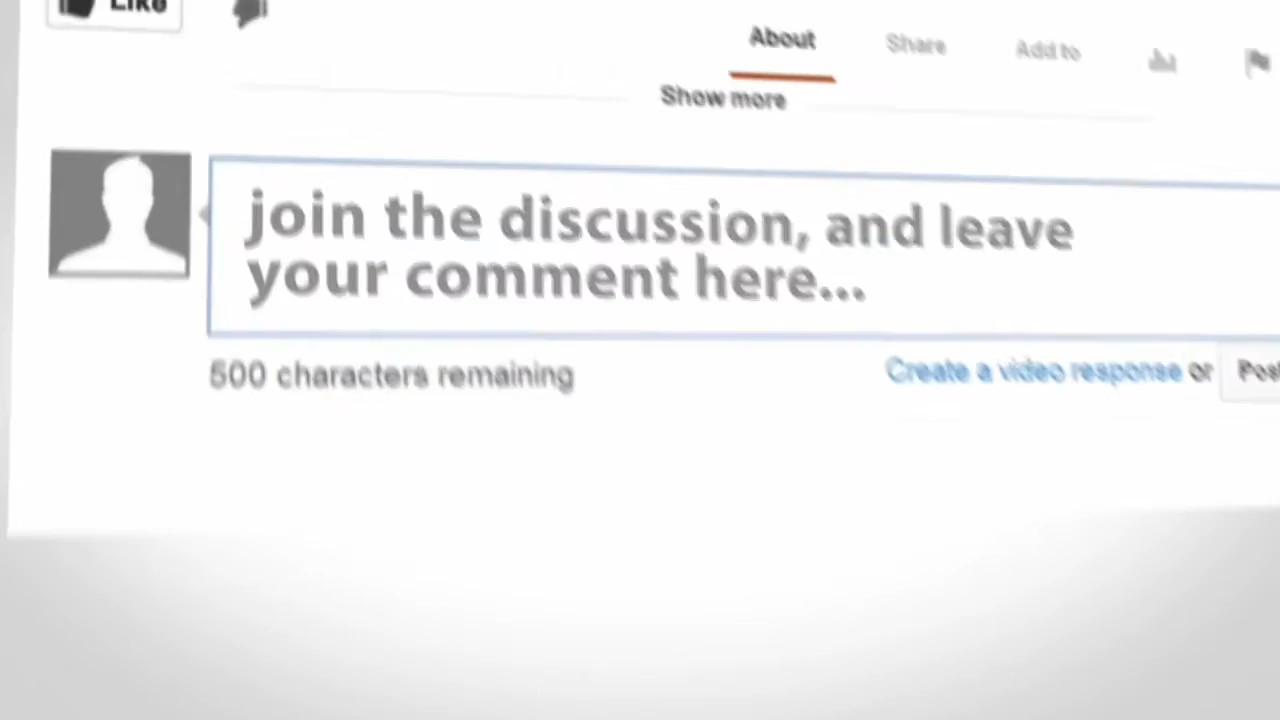 Like
About Share Add to
Show more
join the discussion, and leave
your comment here...
500 characters remaining Create a video response or